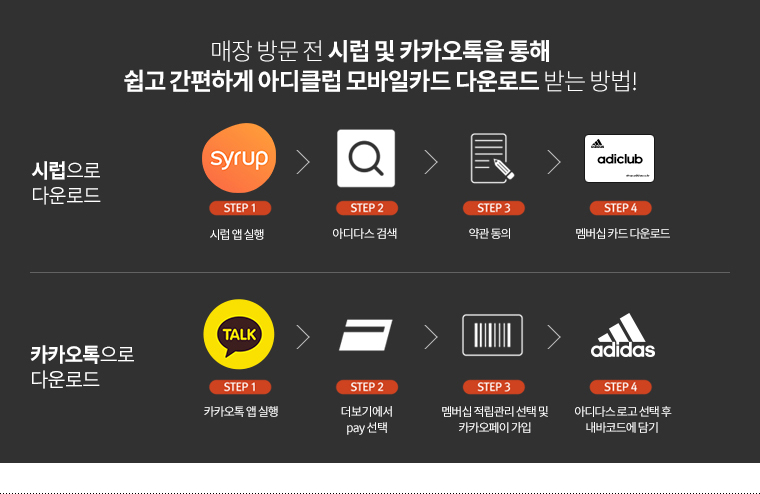 매장 방문 전 시럽 및 카카오톡을 통해
쉽고 간편하게 아디클럽 모바일카드 다운로드 받는 방법!
시럽으로
다운로드
syrup
adidas
adiclub
STEP 1
STEP 2
STEP 3
STEP 4
시럽 앱 실행
아디다스 검색
약관 동의
멤버십 카드 다운로드
카카오톡으로
다운로드
TALK
adidas
STEP 1
STEP 2
STEP 3
STEP 4
카카오톡 앱 실행
더보기에서
pay 선택
멤버십 적립관리 선택 및
카카오페이 가입
아디다스 로고 선택 후
내바코드에 담기